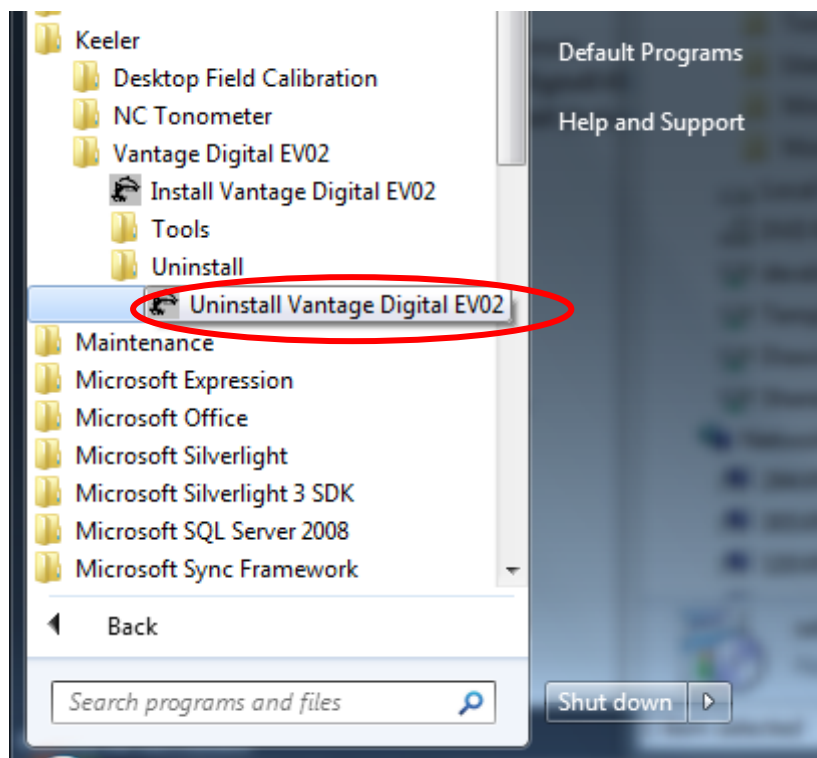 Keeler
Desktop Field Calibration
NC Tonometer
Vantage Digital EV02
Install Vantage Digital EV02
Tools
Uninstall
Uninstall Vantage Digital EV02
Maintenance
Microsoft Expression
Microsoft Office
Microsoft Silverlight
Microsoft Silverlight 3 SDK
Microsoft SQL Server 2008
Microsoft Sync Framework
Back
Search programs and files
Default Programs
Help and Support
Shut down